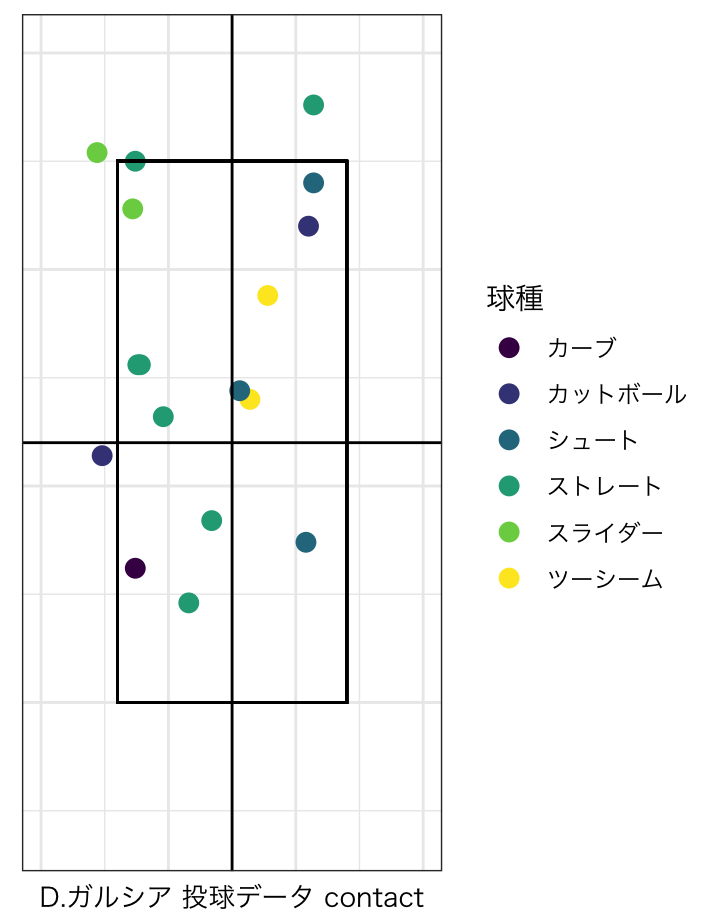 球種
カーブ
カットボール
シュート
ストレート
スライダー
ツーシーム
D.ガルシア 投球データ contact